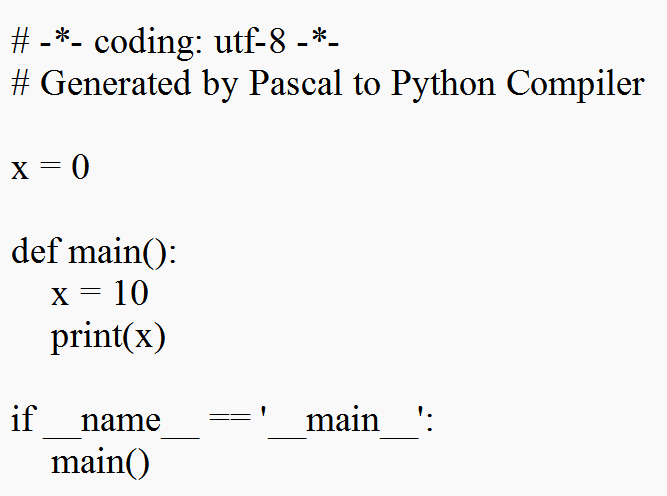 # -*- coding: utf-8 -*-
# Generated by Pascal to Python Compiler
x = 0
def main():
    x = 10
    print(x)
if __name__ == '__main__':
    main()